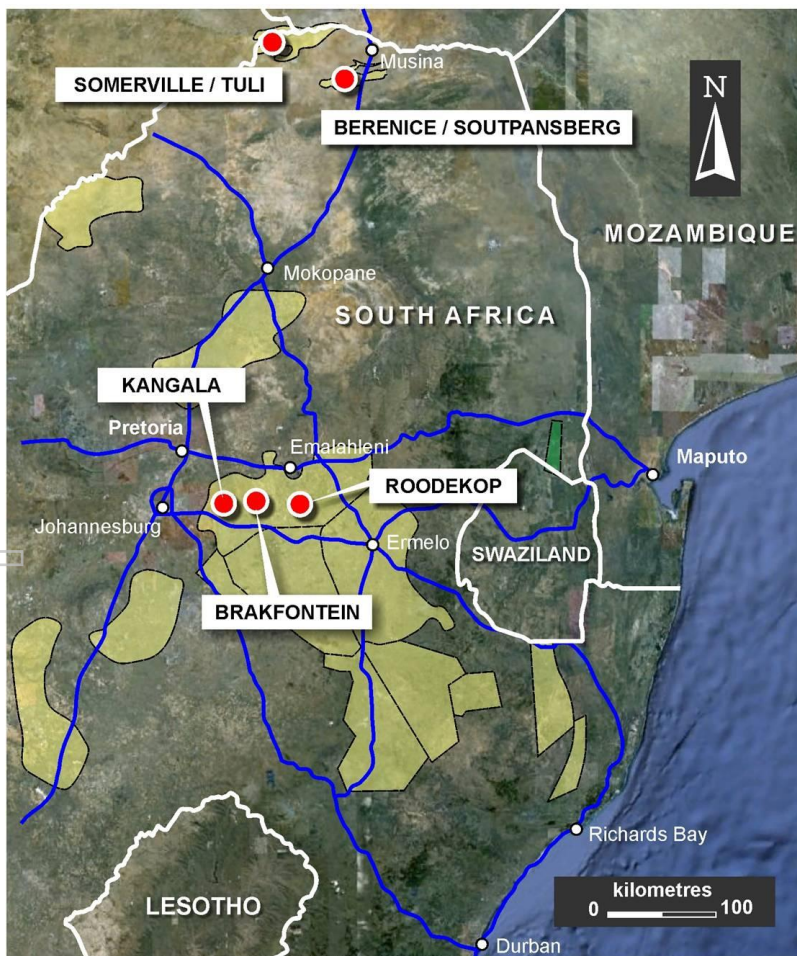 Musina
SOMERVILLE / TULI
BERENICE / SOUTPANSBERG
N
MOZAMBIQUE
Mokopane
SOUTH AFRICA
KANGALA
Pretoria
Emalahleni
Maputo
ROODEKOP
Johannesburg
Ermelo
SWAZILAND
BRAKFONTEIN
Richards Bay
kilometres
0 100
LESOTHO
Durban